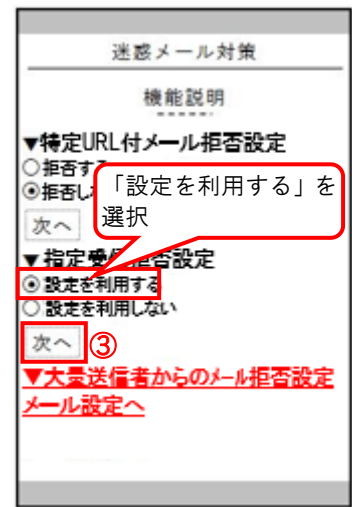 迷惑メール対策
機能説明
▼特定URL付メール拒否設定
○拒否する
◉拒否し
「設定を利用する」を
選択
次へ
▼指定受信拒否設定
◉設定を利用する
○設定を利用しない
次へ
③
▼大量送信者からのメール拒否設定
メール設定へ